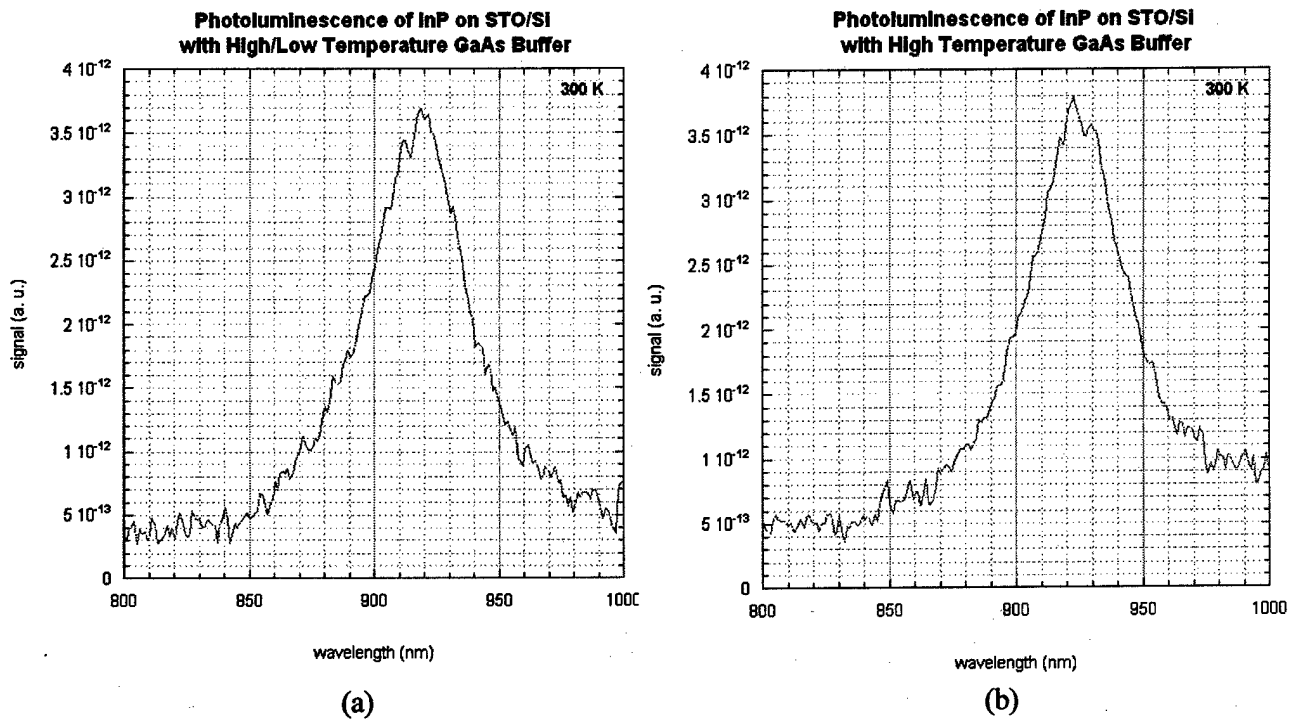 Photoluminescence of InP on STO/Si
with High/Low Temperature GaAs Buffer
4 10-12
3.5 10-12
3 10-12
2.5 10-12
2 10-12
1.5 10-12
1 10-12
5 10-13
0
300 K
signal (a. u.)
800 850 900 950 1000
wavelength (nm)
(a)
Photoluminescence of InP on STO/Si
with High Temperature GaAs Buffer
4 10-12
3.5 10-12
3 10-12
2.5 10-12
2 10-12
1.5 10-12
1 10-12
5 10-13
0
300 K
signal (a. u.)
800 850 900 950 1000
wavelength (nm)
(b)